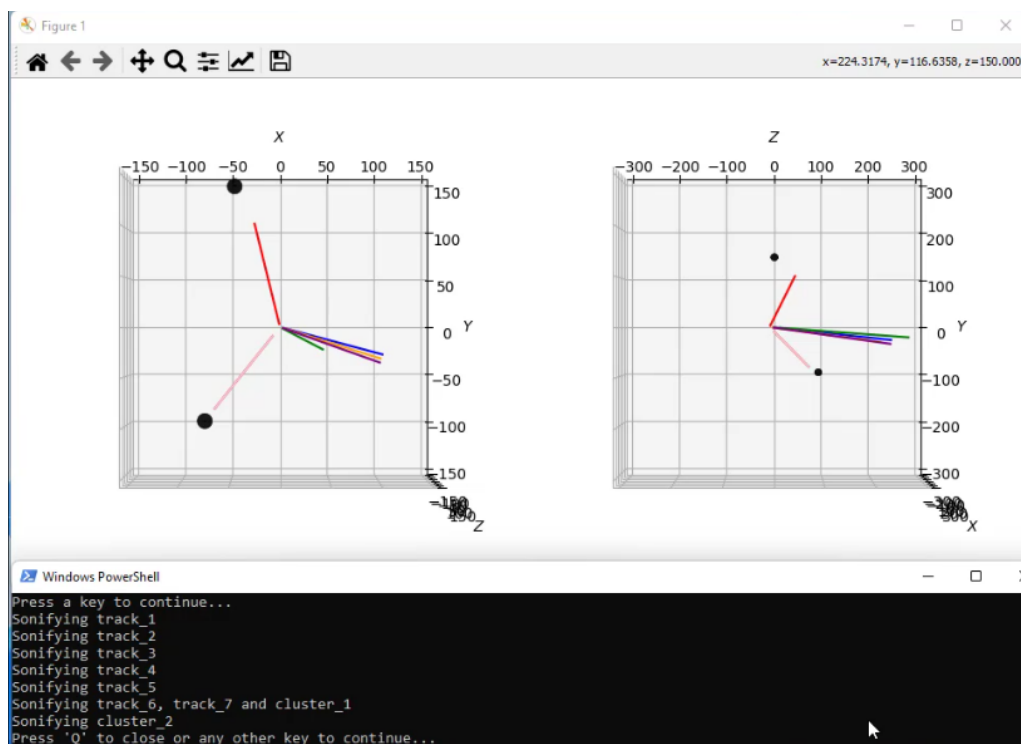 Figure 1
x=224.3174, y=116.6358, z=150.000
X
−150 −100 −50 0 50 100 150
150
100
50
0 Y
−50
−100
−150
Z
Z
−300 −200 −100 0 100 200 300
300
200
100
0 Y
−100
−200
−300
X
Windows PowerShell
Press a key to continue...
Sonifying track_1
Sonifying track_2
Sonifying track_3
Sonifying track_4
Sonifying track_5
Sonifying track_6, track_7 and cluster_1
Sonifying cluster_2
Press 'Q' to close or any other key to continue...